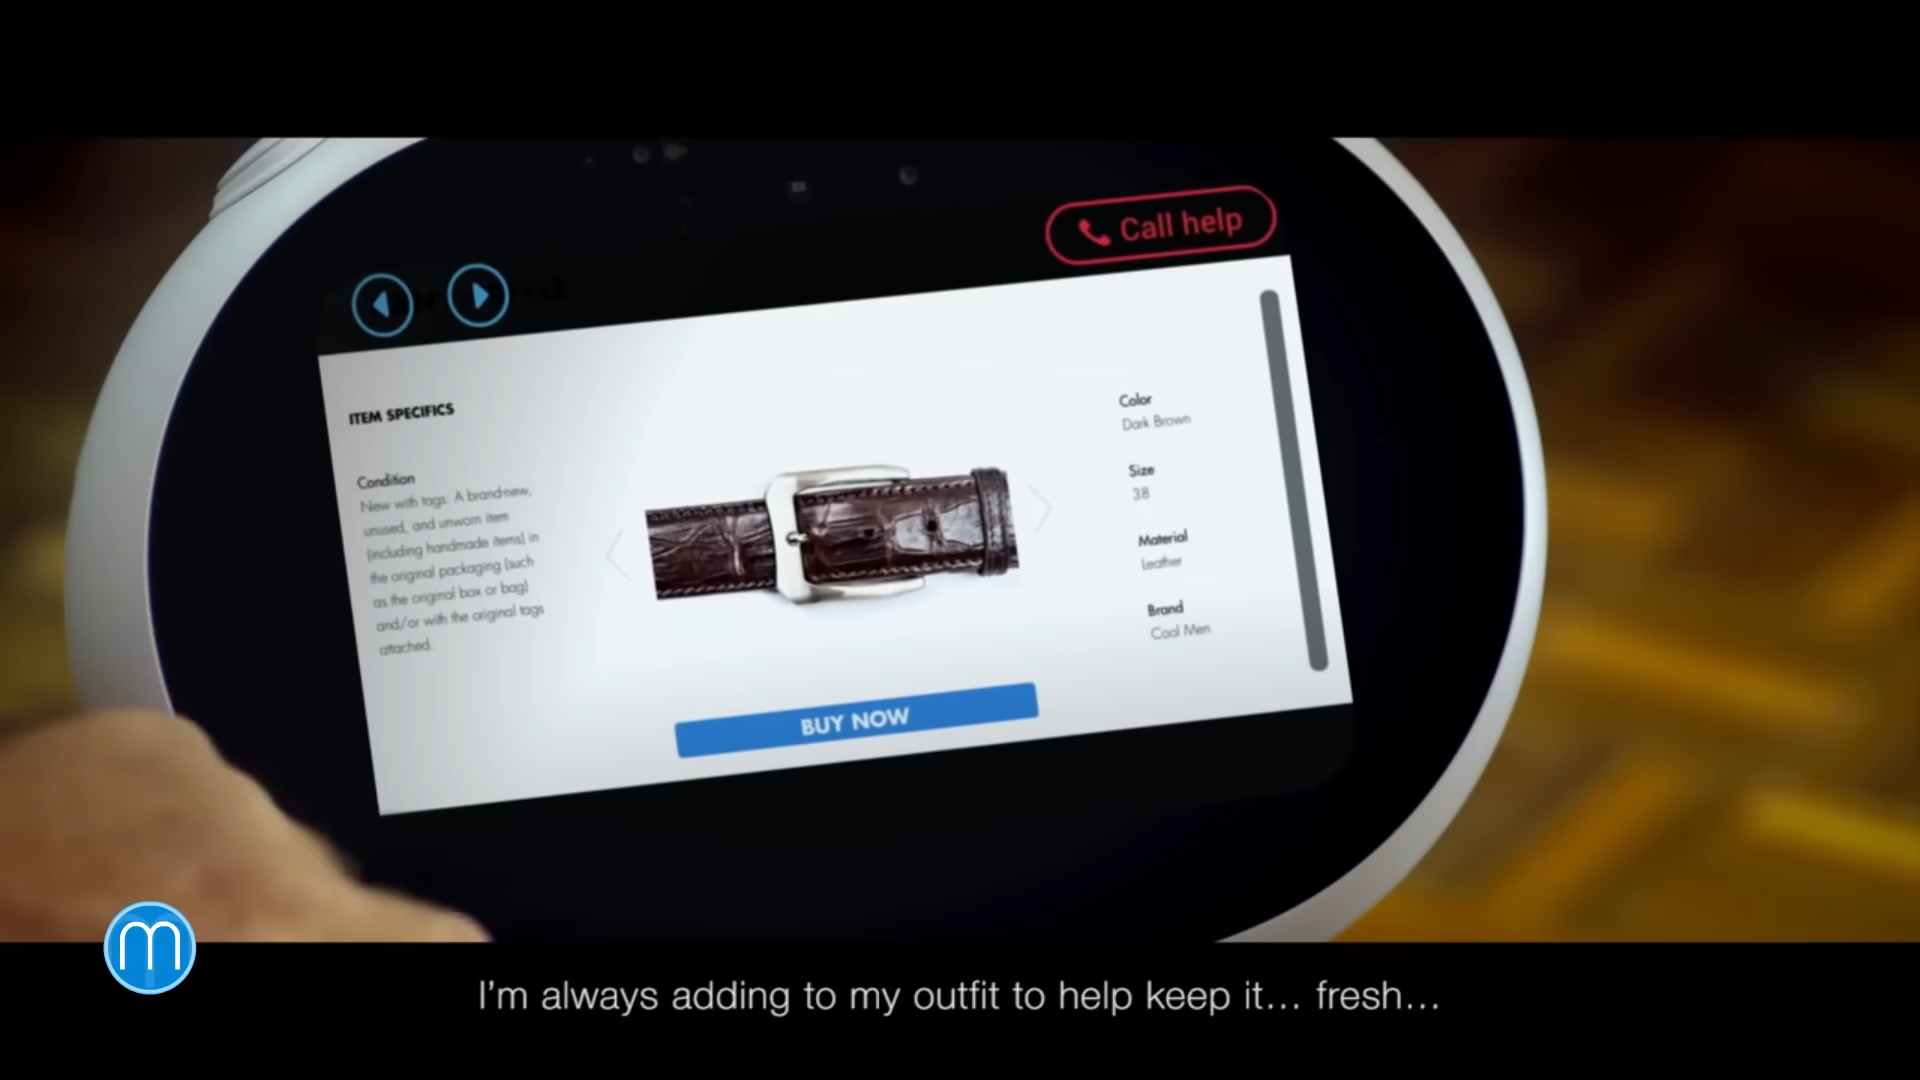 Call help
ITEM SPECIFICS
Condition
New with tags: A brand-new,
unused, and unworn item
(including handmade items) in
the original packaging (such
as the original box or bag)
and/or with the original tags
attached.
Color
Dark Brown
Size
38
Material
Leather
Brand
Cool Men
BUY NOW
m
I'm always adding to my outfit to help keep it... fresh...